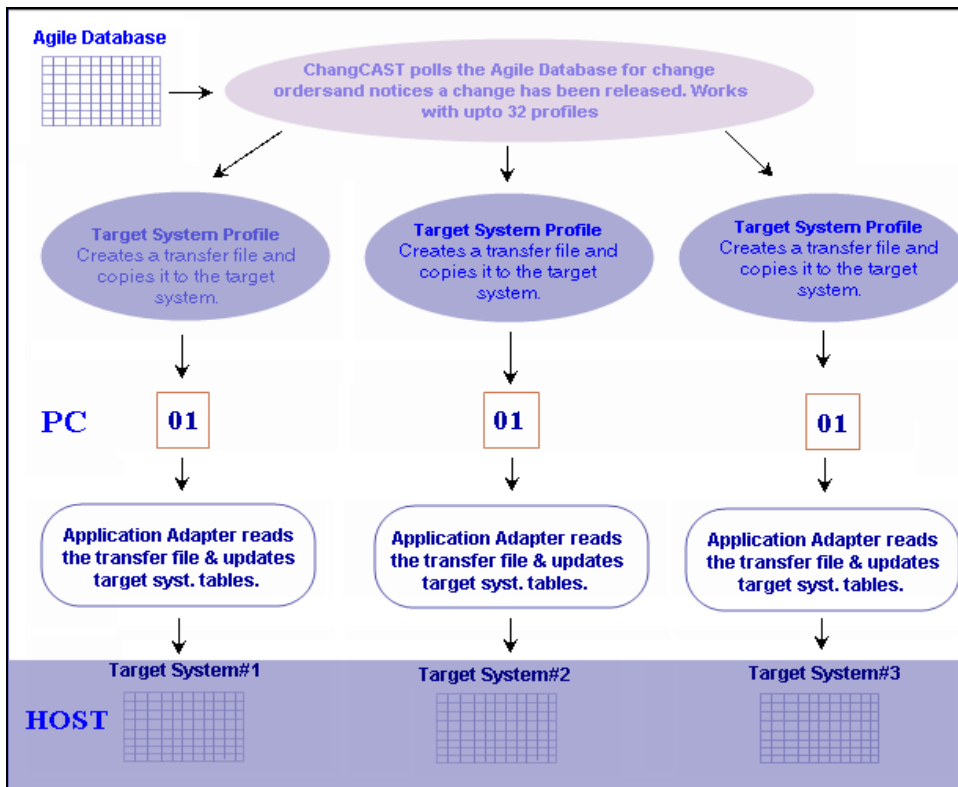 Agile Database
ChangCAST polls the Agile Database for change
ordersand notices a change has been released. Works
with upto 32 profiles
Target System Profile
Creates a transfer file and
copies it to the target
system.
Target System Profile
Creates a transfer file and
copies it to the target
system.
Target System Profile
Creates a transfer file and
copies it to the target
system.
PC
01
01
01
Application Adapter reads
the transfer file & updates
target syst. tables.
Application Adapter reads
the transfer file & updates
target syst. tables.
Application Adapter reads
the transfer file & updates
target syst. tables.
Target System#1
Target System#2
Target System#3
HOST